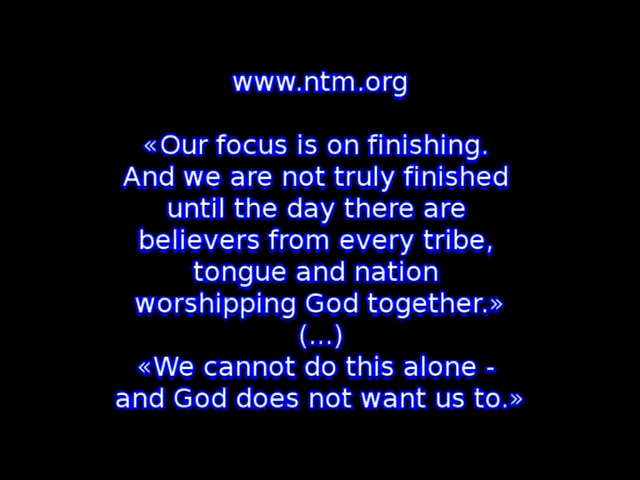 www.ntm.org
«Our focus is on finishing.
And we are not truly finished
until the day there are
believers from every tribe,
tongue and nation
worshipping God together.»
(...)
«We cannot do this alone -
and God does not want us to.»